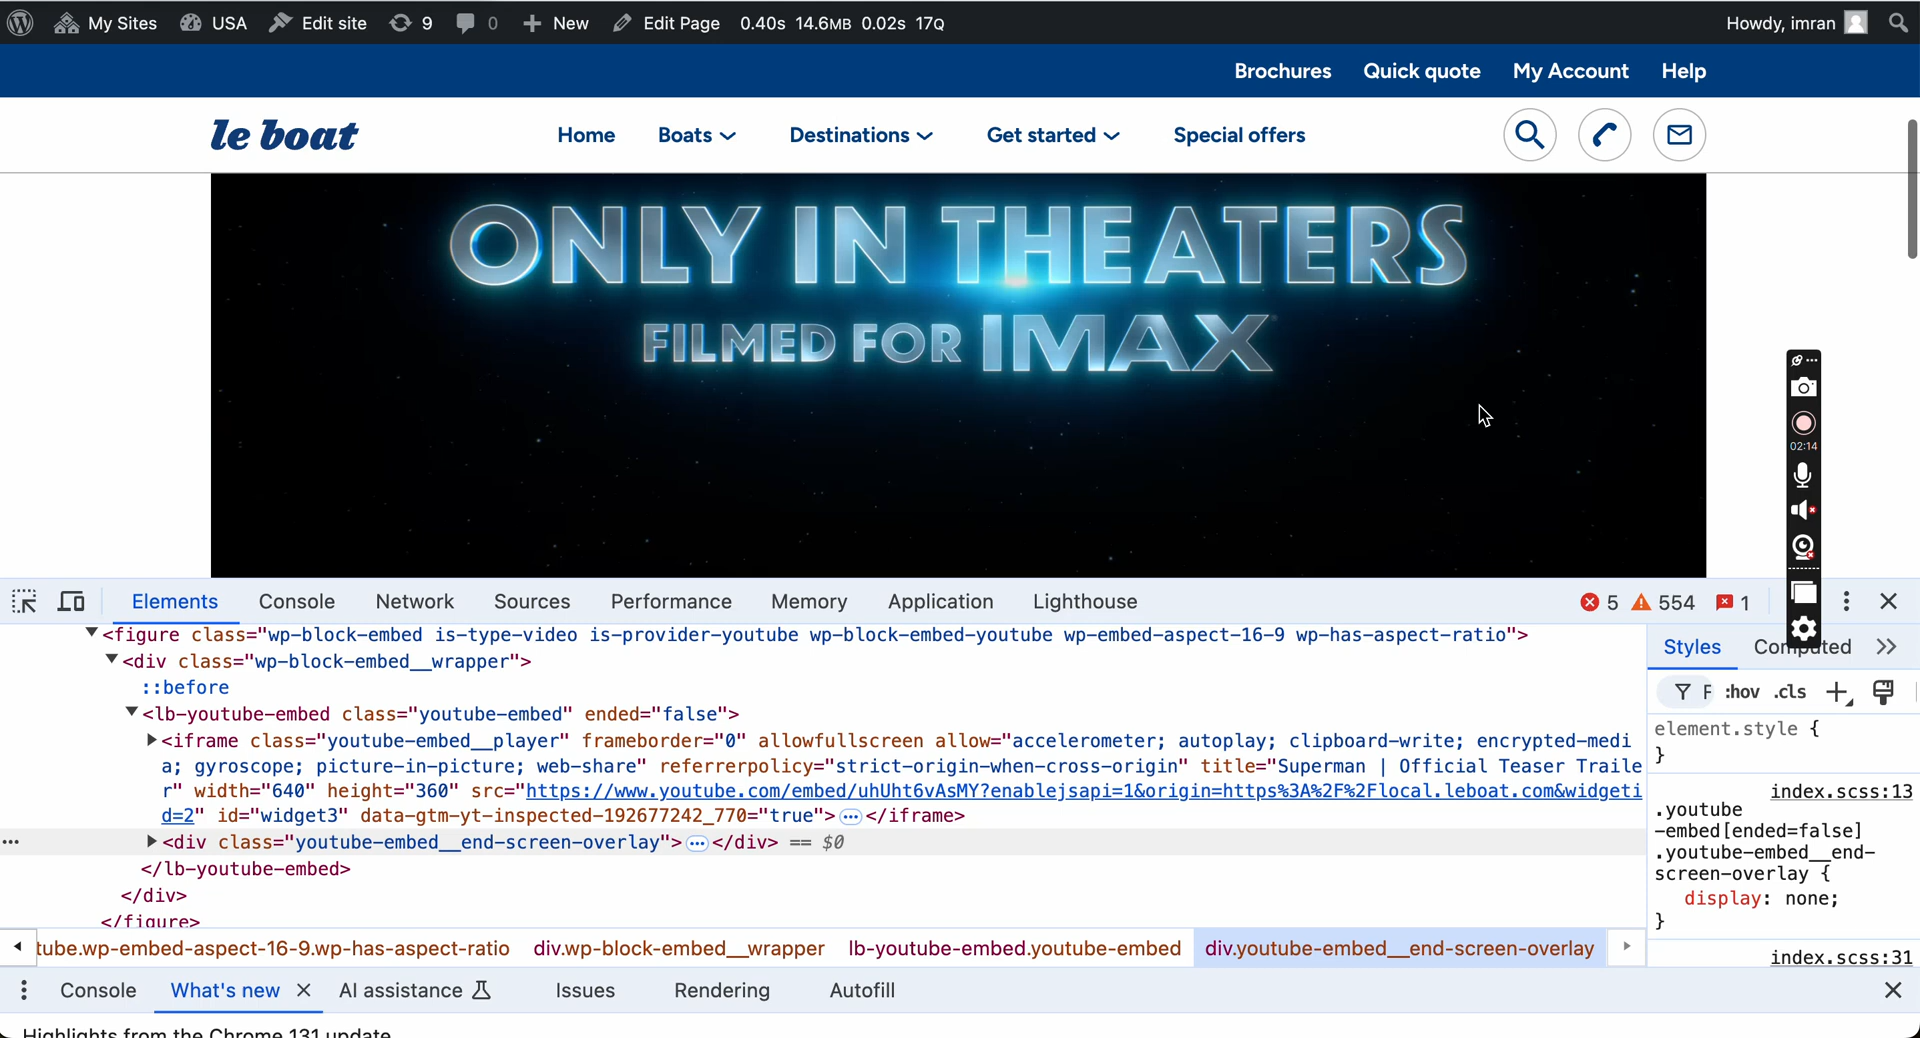 My Sites USA Edit site 9 0 New Edit Page 0.40s 14.6MB 0.02s 17Q Howdy, imran
Brochures Quick quote My Account Help
le boat Home Boats Destinations Get started Special offers
ONLY IN THEATERS
FILMED FOR IMAX
02:14
Elements Console Network Sources Performance Memory Application Lighthouse 5 554 1
<figure class="wp-block-embed is-type-video is-provider-youtube wp-block-embed-youtube wp-embed-aspect-16-9 wp-has-aspect-ratio">
<div class="wp-block-embed__wrapper">
::before
<lb-youtube-embed class="youtube-embed" ended="false">
<iframe class="youtube-embed__player" frameborder="0" allowfullscreen allow="accelerometer; autoplay; clipboard-write; encrypted-medi
a; gyroscope; picture-in-picture; web-share" referrerpolicy="strict-origin-when-cross-origin" title="Superman | Official Teaser Traile
r" width="640" height="360" src="https://www.youtube.com/embed/uhUht6vAsMY?enablejsapi=1&origin=https%3A%2F%2Flocal.leboat.com&widgeti
d=2" id="widget3" data-gtm-yt-inspected-192677242_770="true"> … </iframe>
… <div class="youtube-embed__end-screen-overlay"> … </div> == $0
</lb-youtube-embed>
</div>
</figure>
Styles Computed
F :hov .cls
element.style {
}
index.scss:13
.youtube
-embed[ended=false]
.youtube-embed__end-
screen-overlay {
display: none;
}
index.scss:31
tube.wp-embed-aspect-16-9.wp-has-aspect-ratio div.wp-block-embed__wrapper lb-youtube-embed.youtube-embed div.youtube-embed__end-screen-overlay
Console What's new AI assistance Issues Rendering Autofill
Highlights from the Chrome 131 update